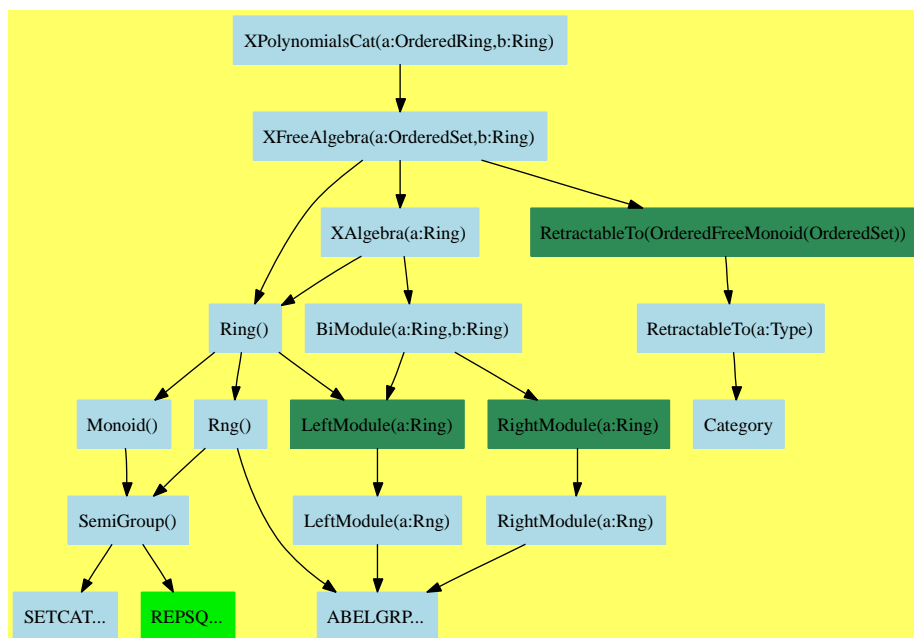 XPolynomialsCat(a:OrderedRing,b:Ring)
XFreeAlgebra(a:OrderedSet,b:Ring)
XAlgebra(a:Ring)
RetractableTo(OrderedFreeMonoid(OrderedSet))
Ring()
BiModule(a:Ring,b:Ring)
RetractableTo(a:Type)
Monoid()
Rng()
LeftModule(a:Ring)
RightModule(a:Ring)
Category
SemiGroup()
LeftModule(a:Rng)
RightModule(a:Rng)
SETCAT...
REPSQ...
ABELGRP...